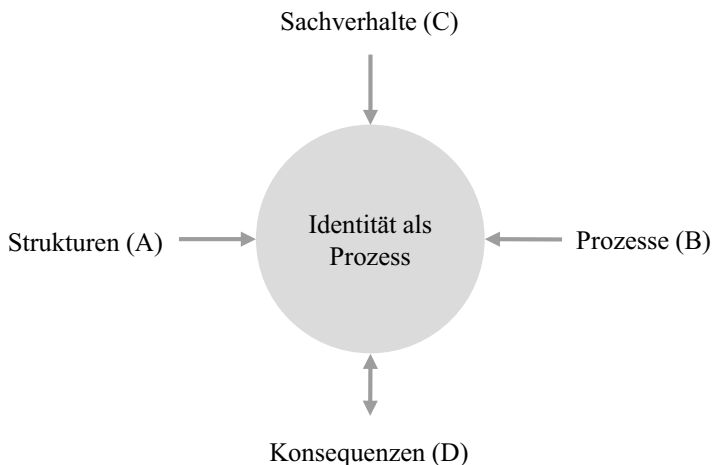 Sachverhalte (C)
Strukturen (A)
Identität als
Prozess
Prozesse (B)
Konsequenzen (D)